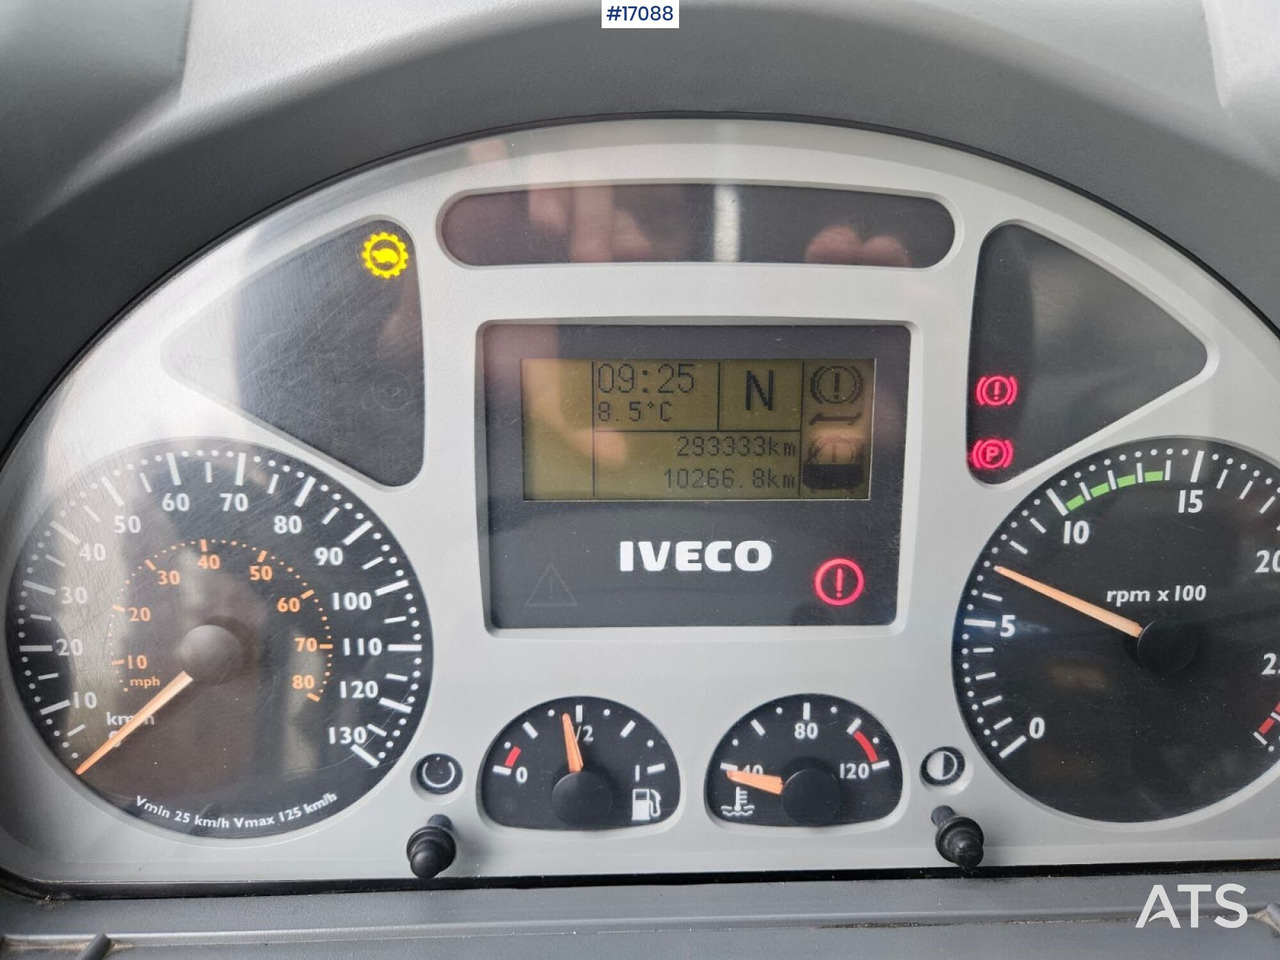 #17088
09:25 N
8.5°C
293333km
10266.8km
IVECO
10 20 30 40 50 60 70 80 90 100 110 120 130
km/h
10 20 30 40 50 60 70 80
mph
Vmin 25 km/h Vmax 125 km/h
0 1/2 1
40 80 120
P
0 5 10 15 20
rpm x100
ATS